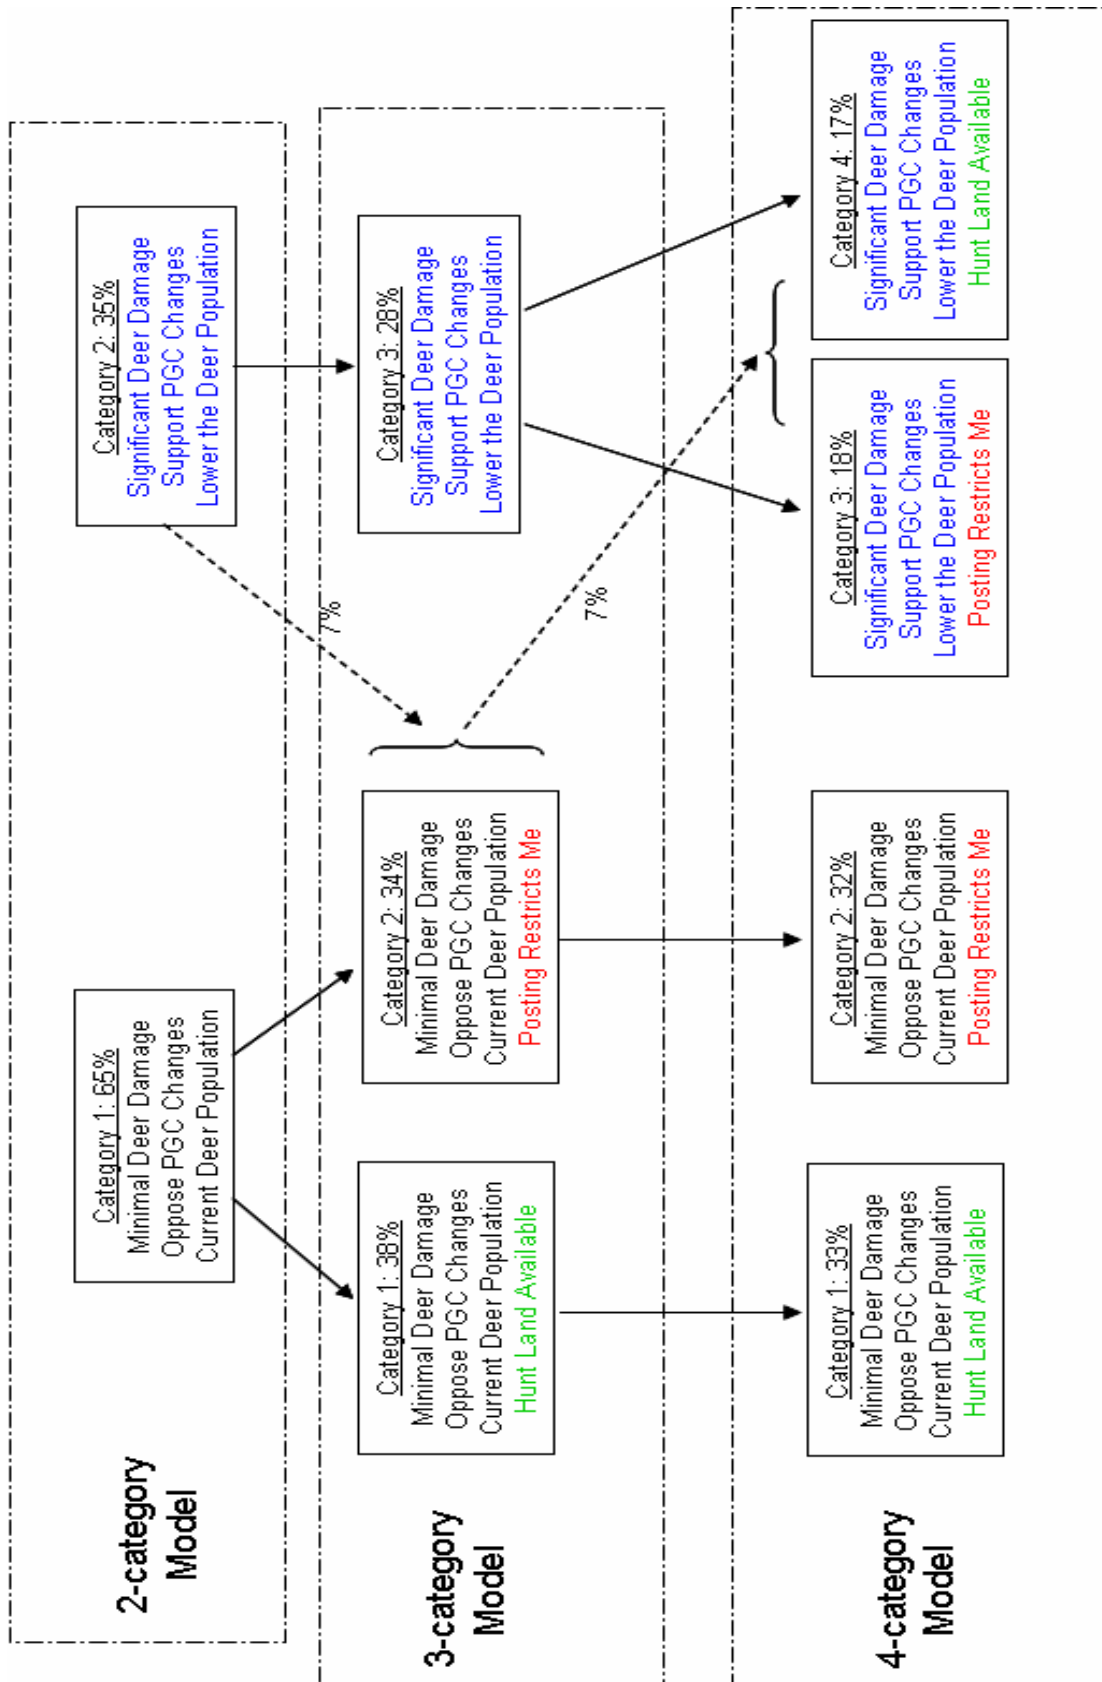 2-category
Model
Category 1: 65%
Minimal Deer Damage
Oppose PGC Changes
Current Deer Population
Category 2: 35%
Significant Deer Damage
Support PGC Changes
Lower the Deer Population
7%
3-category
Model
Category 1: 38%
Minimal Deer Damage
Oppose PGC Changes
Current Deer Population
Hunt Land Available
Category 2: 34%
Minimal Deer Damage
Oppose PGC Changes
Current Deer Population
Posting Restricts Me
Category 3: 28%
Significant Deer Damage
Support PGC Changes
Lower the Deer Population
7%
4-category
Model
Category 1: 33%
Minimal Deer Damage
Oppose PGC Changes
Current Deer Population
Hunt Land Available
Category 2: 32%
Minimal Deer Damage
Oppose PGC Changes
Current Deer Population
Posting Restricts Me
Category 3: 18%
Significant Deer Damage
Support PGC Changes
Lower the Deer Population
Posting Restricts Me
Category 4: 17%
Significant Deer Damage
Support PGC Changes
Lower the Deer Population
Hunt Land Available